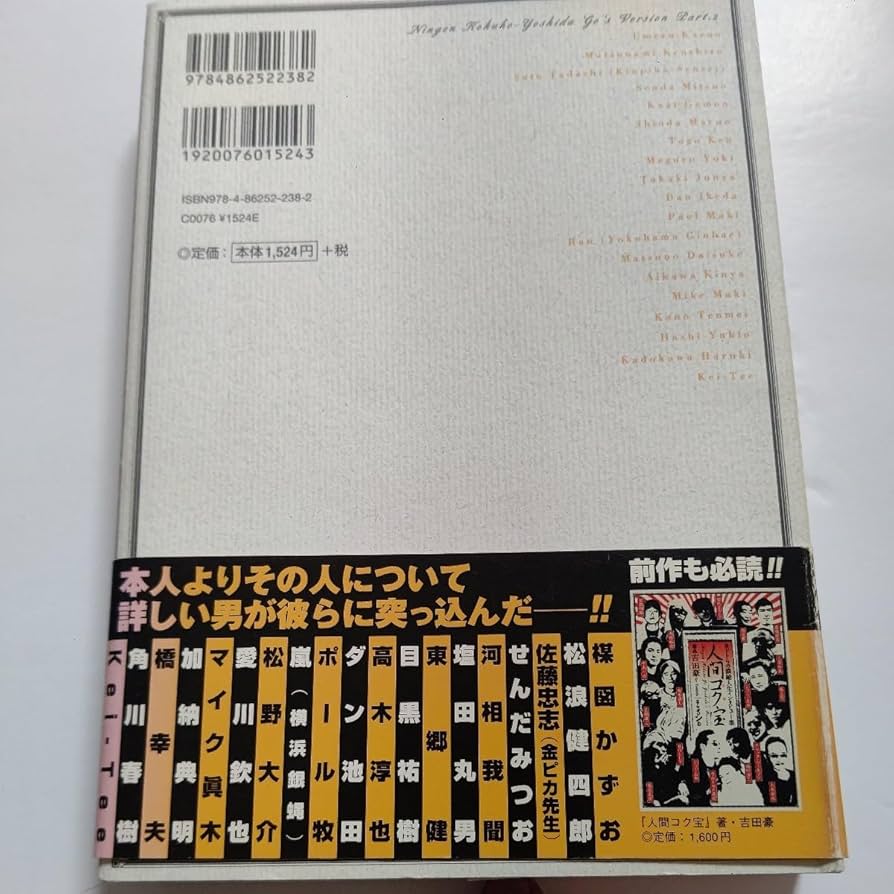 Ningen Kokuho-Yoshida Go's Version Part.2
Umezu Kazuo
Matsunami Kenshiro
Sato Tadashi (Kinpika Sensei)
Senda Mitsuo
Kawai Gamon
Shioda Maruo
Togo Ken
Meguro Yuki
Takaki Junya
Dan Ikeda
Paul Maki
Ran (Yokohama Ginbae)
Matsuno Daisuke
Aikawa Kinya
Mike Maki
Kano Tenmei
Hashi Yukio
Kadokawa Haruki
Kei-Tee
9784862522382
1920076015243
ISBN978-4-86252-238-2
C0076 ¥1524E
◎定価：本体1,524円+税
本人よりその人について
詳しい男が彼らに突っ込んだ――!!
楳図かずお
松浪健四郎
佐藤忠志（金ピカ先生）
せんだみつお
河相我聞
塩田丸男
東郷健
目黒祐樹
高木淳也
ダン池田
ポール牧
嵐（横浜銀蝿）
松野大介
愛川欽也
マイク眞木
加納典明
橋幸夫
角川春樹
Kei-Tee
前作も必読!!
人間コク宝
吉田豪
『人間コク宝』著・吉田豪
◎定価：1,600円